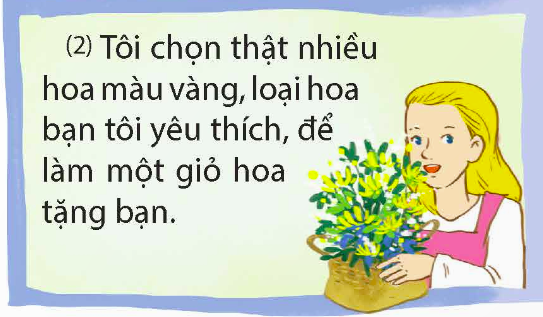 (2) Tôi chọn thật nhiều
hoa màu vàng, loại hoa
bạn tôi yêu thích, để
làm một giỏ hoa
tặng bạn.